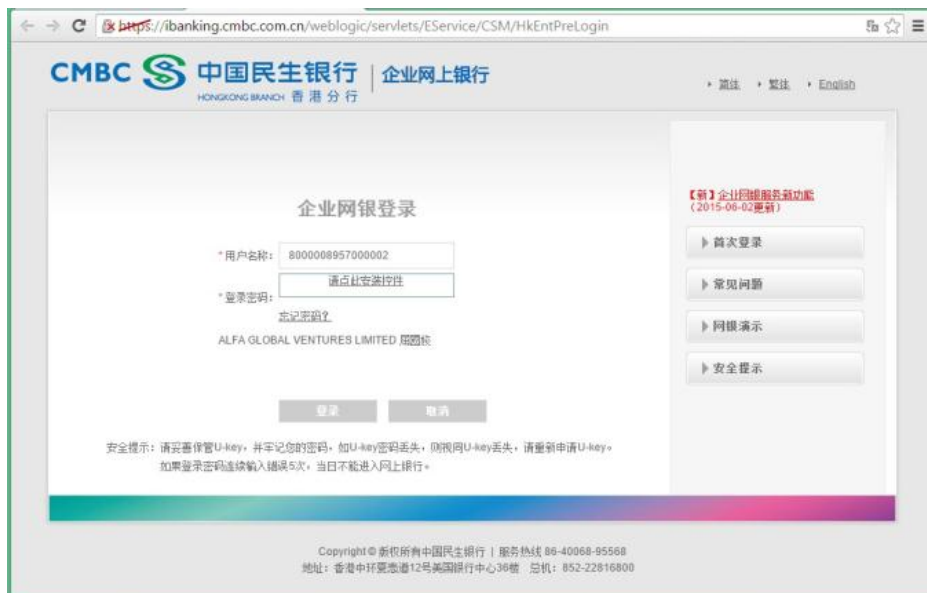 https://ibanking.cmbc.com.cn/weblogic/servlets/EService/CSM/HkEntPreLogin
CMBC 中国民生银行 企业网上银行
HONGKONG BRANCH 香港分行
简体 繁体 English
企业网银登录
*用户名称： 8000008957000002
请点此安装控件
*登录密码：
忘记密码？
ALFA GLOBAL VENTURES LIMITED
登录 取消
安全提示：请妥善保管U-key，并牢记您的密码，如U-key密码丢失，则视同U-key丢失，请重新申请U-key。
如果登录密码连续输入错误5次，当日不能进入网上银行。
【新】企业网银服务新功能
（2015-06-02更新）
首次登录
常见问题
网银演示
安全提示
Copyright © 版权所有中国民生银行 | 服务热线 86-40068-95568
地址：香港中环夏悫道12号美国银行中心36楼 总机：852-22816800